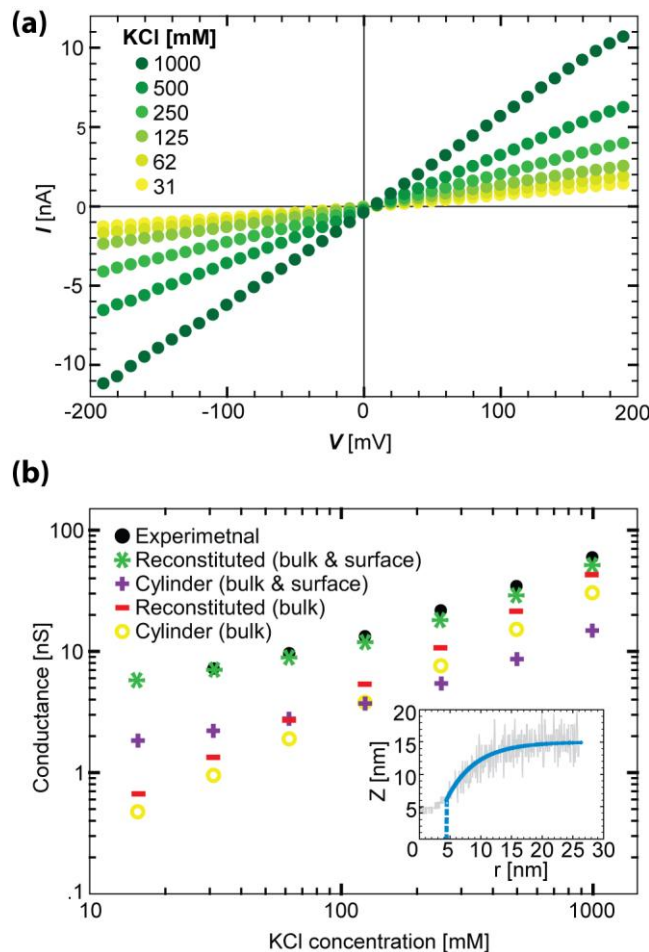 (a)
KCl [mM]
1000
500
250
125
62
31
10
5
0
-5
-10
I [nA]
-200
-100
0
100
200
V [mV]
(b)
100
10
1
.1
Conductance [nS]
Experimetnal
Reconstituted (bulk & surface)
Cylinder (bulk & surface)
Reconstituted (bulk)
Cylinder (bulk)
20
15
10
5
Z [nm]
0
5
10
15
20
25
30
r [nm]
10
100
1000
KCl concentration [mM]